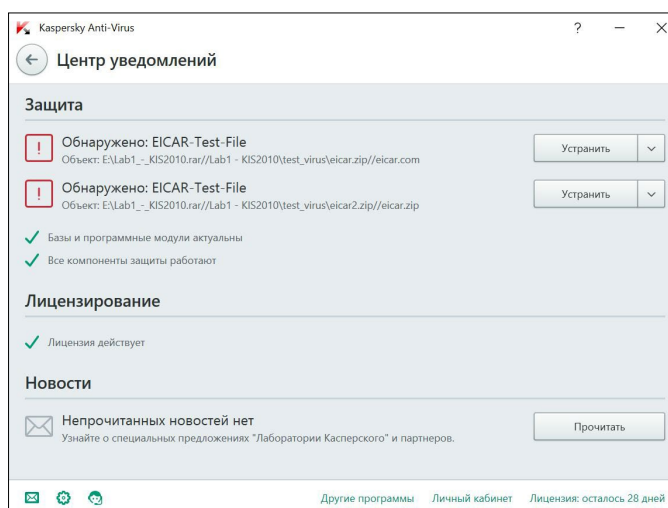 Kaspersky Anti-Virus
?
Центр уведомлений
Защита
Обнаружено: EICAR-Test-File
Объект: E:\Lab1_-_KIS2010.rar//Lab1 - KIS2010\test_virus\eicar.zip//eicar.com
Устранить
Обнаружено: EICAR-Test-File
Объект: E:\Lab1_-_KIS2010.rar//Lab1 - KIS2010\test_virus\eicar2.zip//eicar.zip
Устранить
Базы и программные модули актуальны
Все компоненты защиты работают
Лицензирование
Лицензия действует
Новости
Непрочитанных новостей нет
Узнайте о специальных предложениях "Лаборатории Касперского" и партнеров.
Прочитать
Другие программы Личный кабинет Лицензия: осталось 28 дней